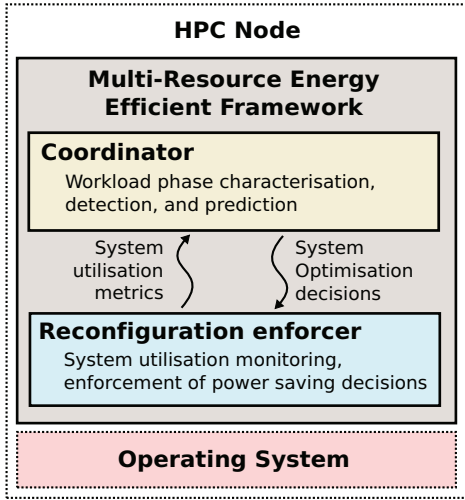 HPC Node
Multi-Resource Energy
Efficient Framework
Coordinator
Workload phase characterisation,
detection, and prediction
System
utilisation
metrics
System
Optimisation
decisions
Reconfiguration enforcer
System utilisation monitoring,
enforcement of power saving decisions
Operating System